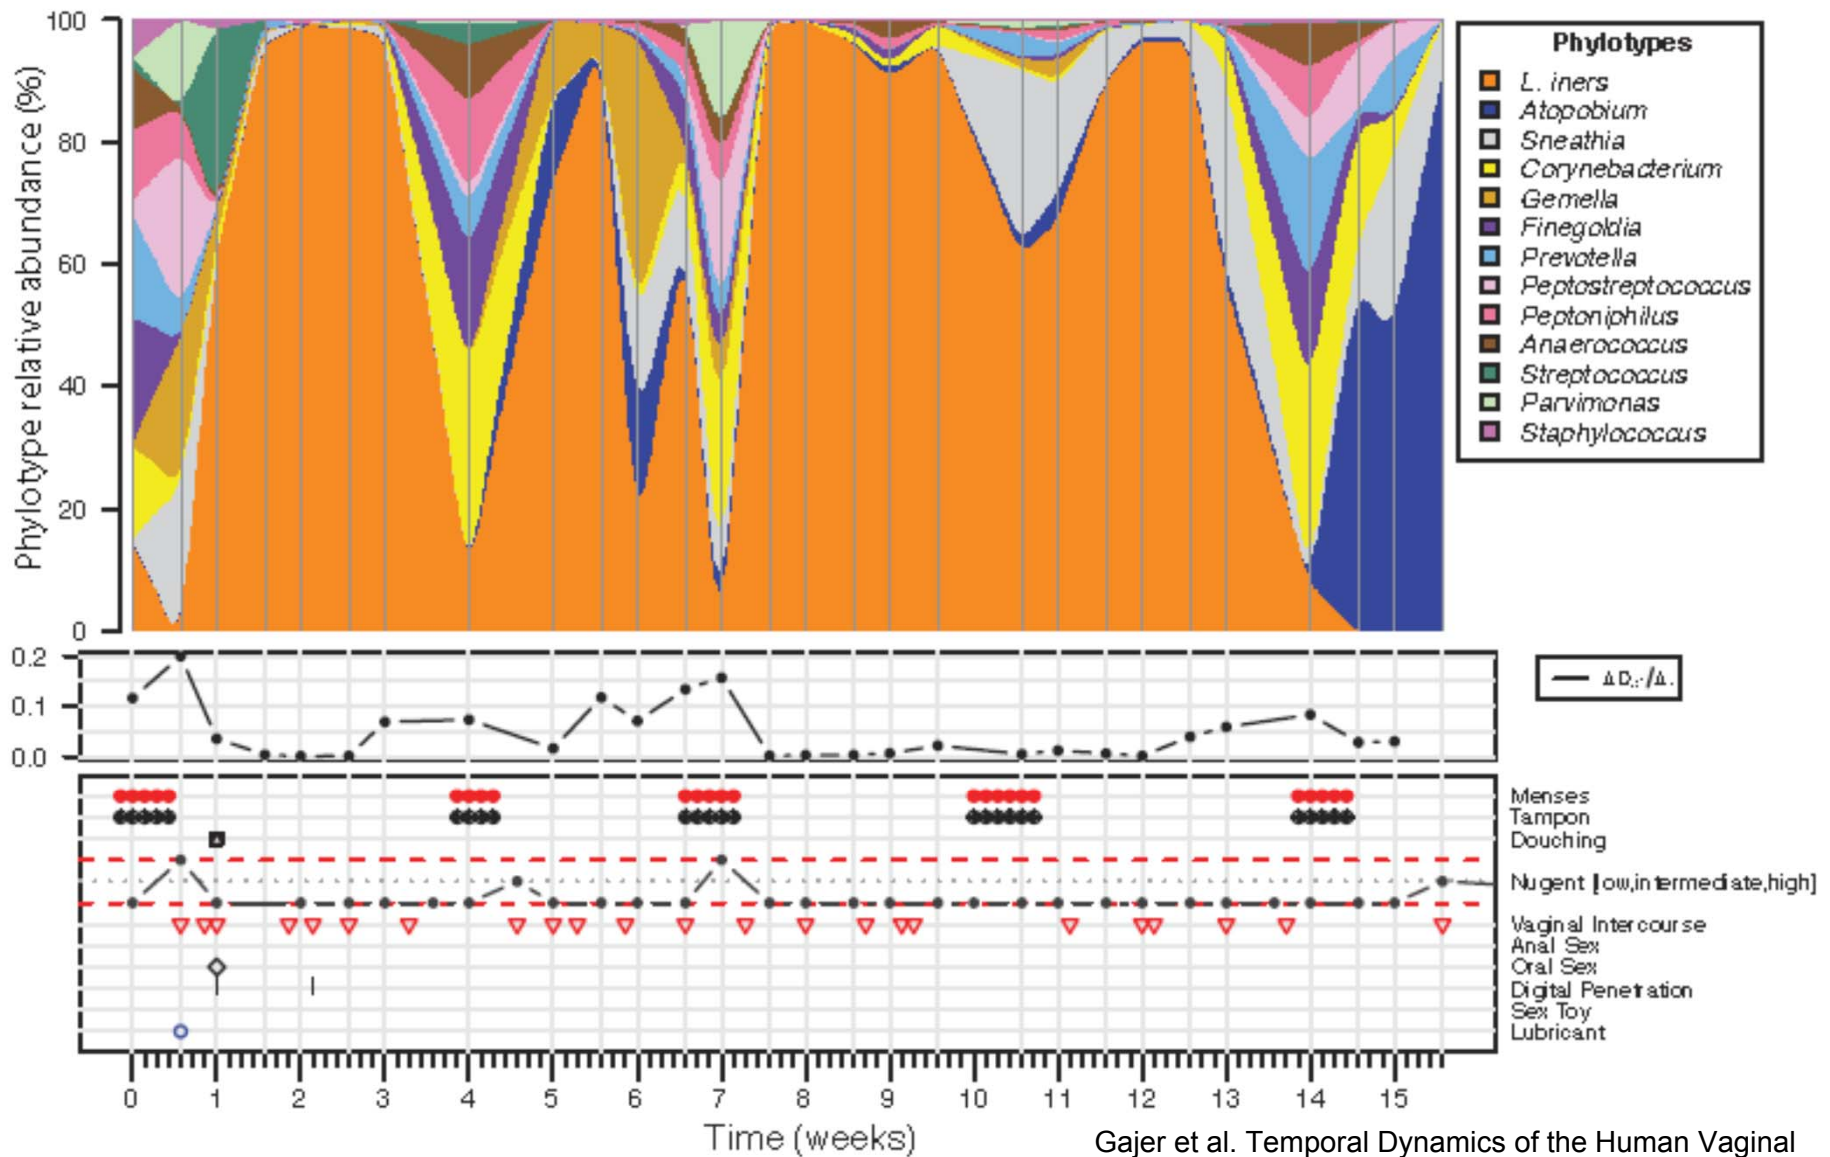 Phylotype relative abundance (%)
100
80
60
40
20
0
Phylotypes
L. iners
Atopobium
Sneathia
Corynebacterium
Gemella
Finegoldia
Prevotella
Peptostreptococcus
Peptoniphilus
Anaerococcus
Streptococcus
Parvimonas
Staphylococcus
0.2
0.1
0.0
Menses
Tampon
Douching
Nugent [low,intermediate,high]
Vaginal Intercourse
Anal Sex
Oral Sex
Digital Penetration
Sex Toy
Lubricant
0 1 2 3 4 5 6 7 8 9 10 11 12 13 14 15
Time (weeks)
Gajer et al. Temporal Dynamics of the Human Vaginal